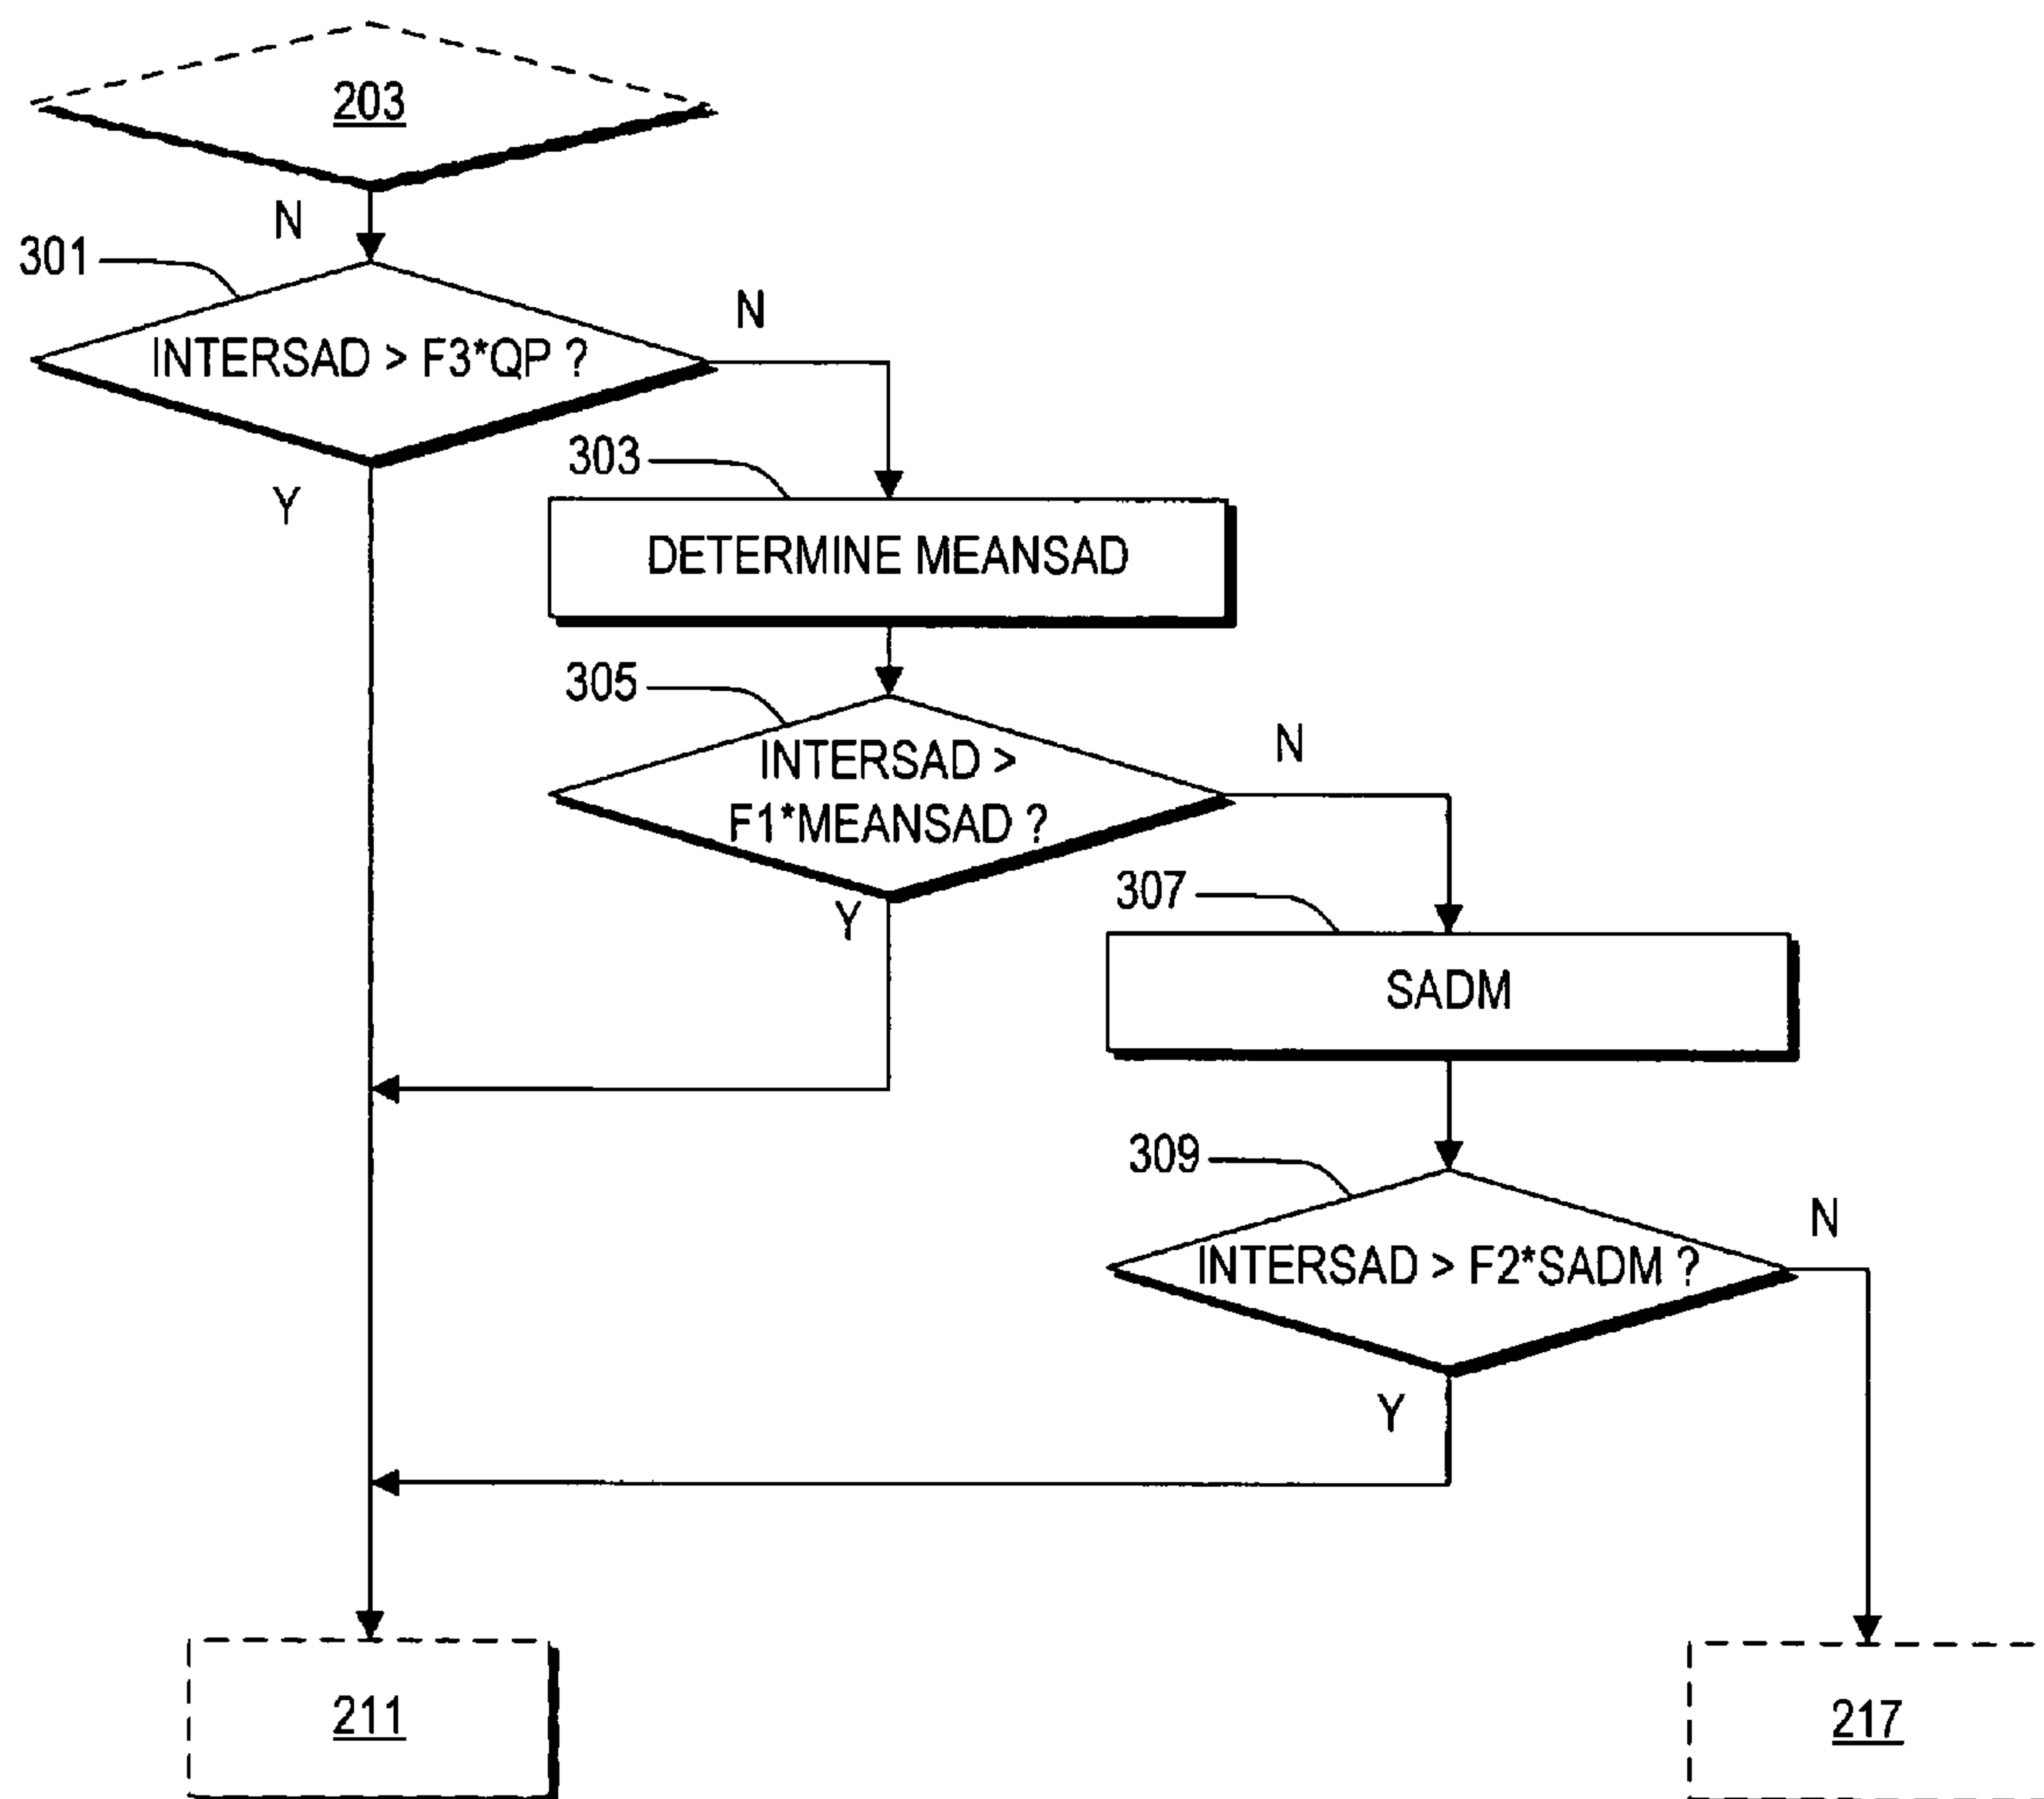 203
N
301
INTERSAD > F3*QP ?
N
Y
303
DETERMINE MEANSAD
305
INTERSAD >
F1*MEANSAD ?
N
Y
307
SADM
309
INTERSAD > F2*SADM ?
N
Y
211
217